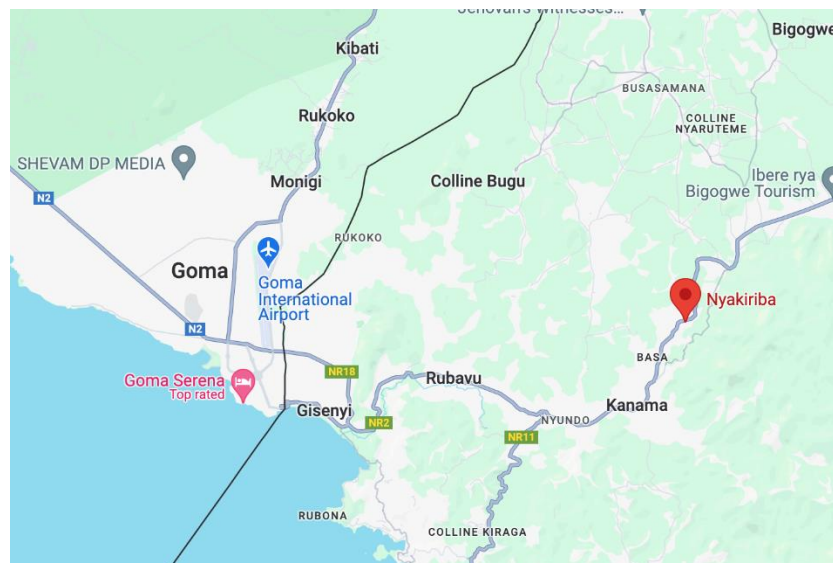 Jehovah's Witnesses...
Bigogwe
Kibati
BUSASAMANA
Rukoko
COLLINE
NYARUTEME
SHEVAM DP MEDIA
Ibere rya
Bigogwe Tourism
Monigi
Colline Bugu
N2
RUKOKO
Goma
Goma
International
Airport
Nyakiriba
N2
BASA
NR18
Goma Serena
Top rated
Rubavu
Gisenyi
Kanama
NR2
NYUNDO
NR11
RUBONA
COLLINE KIRAGA